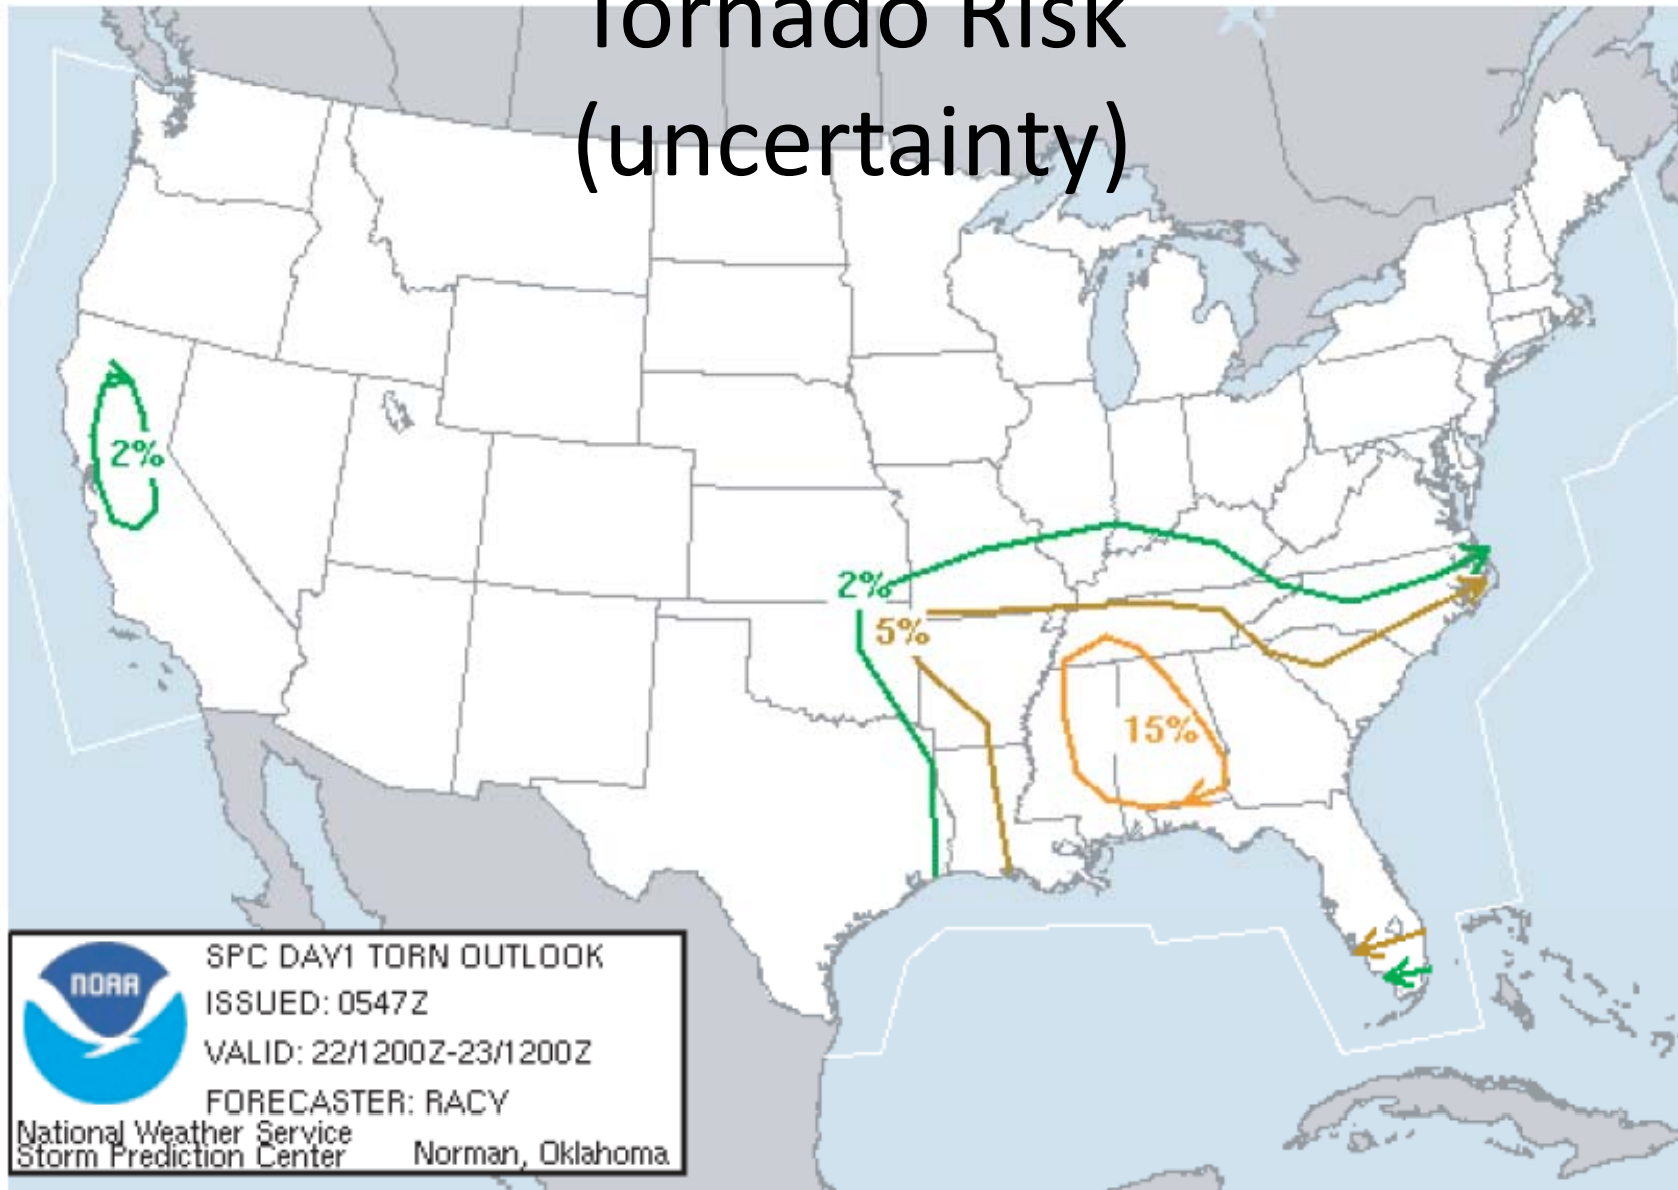 Tornado Risk
(uncertainty)
2%
2%
5%
15%
NOAA
SPC DAY1 TORN OUTLOOK
ISSUED: 0547Z
VALID: 22/1200Z-23/1200Z
FORECASTER: RACY
National Weather Service
Storm Prediction Center
Norman, Oklahoma